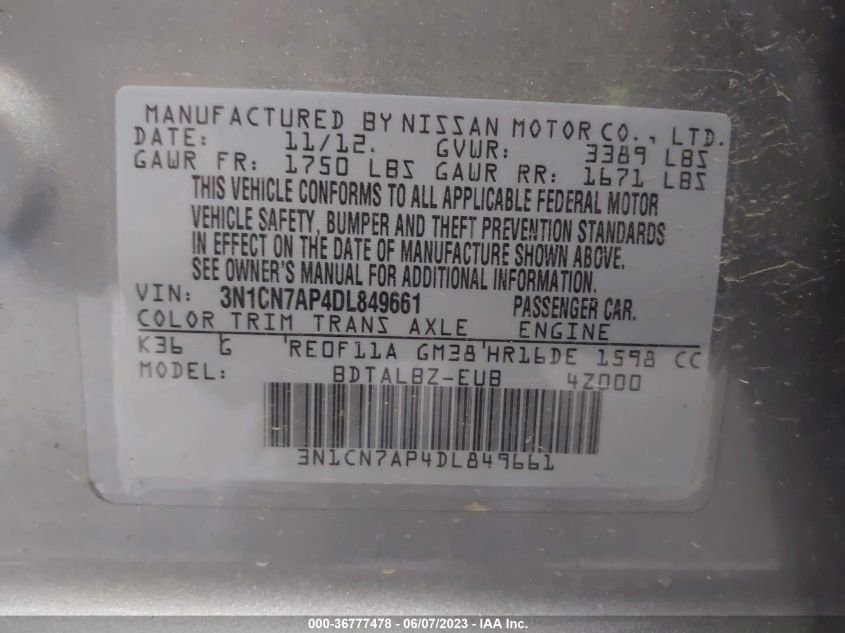 MANUFACTURED BY NISSAN MOTOR CO., LTD.
DATE: 11/12. GVWR: 3389 LBS
GAWR FR: 1750 LBS GAWR RR: 1671 LBS
THIS VEHICLE CONFORMS TO ALL APPLICABLE FEDERAL MOTOR
VEHICLE SAFETY, BUMPER AND THEFT PREVENTION STANDARDS
IN EFFECT ON THE DATE OF MANUFACTURE SHOWN ABOVE.
SEE OWNER'S MANUAL FOR ADDITIONAL INFORMATION.
VIN: 3N1CN7AP4DL849661 PASSENGER CAR.
COLOR TRIM TRANS AXLE ENGINE
K36 G RE0F11A GM38 HR16DE 1598 CC
MODEL: BDTALBZ-EUB 4Z000
3N1CN7AP4DL849661
000-36777478 - 06/07/2023 - IAA Inc.